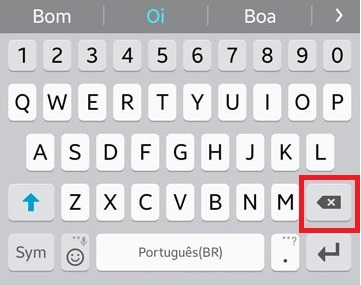 Bom Oi Boa
1 2 3 4 5 6 7 8 9 0
Q W E R T Y U I O P
A S D F G H J K L
Z X C V B N M
Sym Português(BR) . ,,?